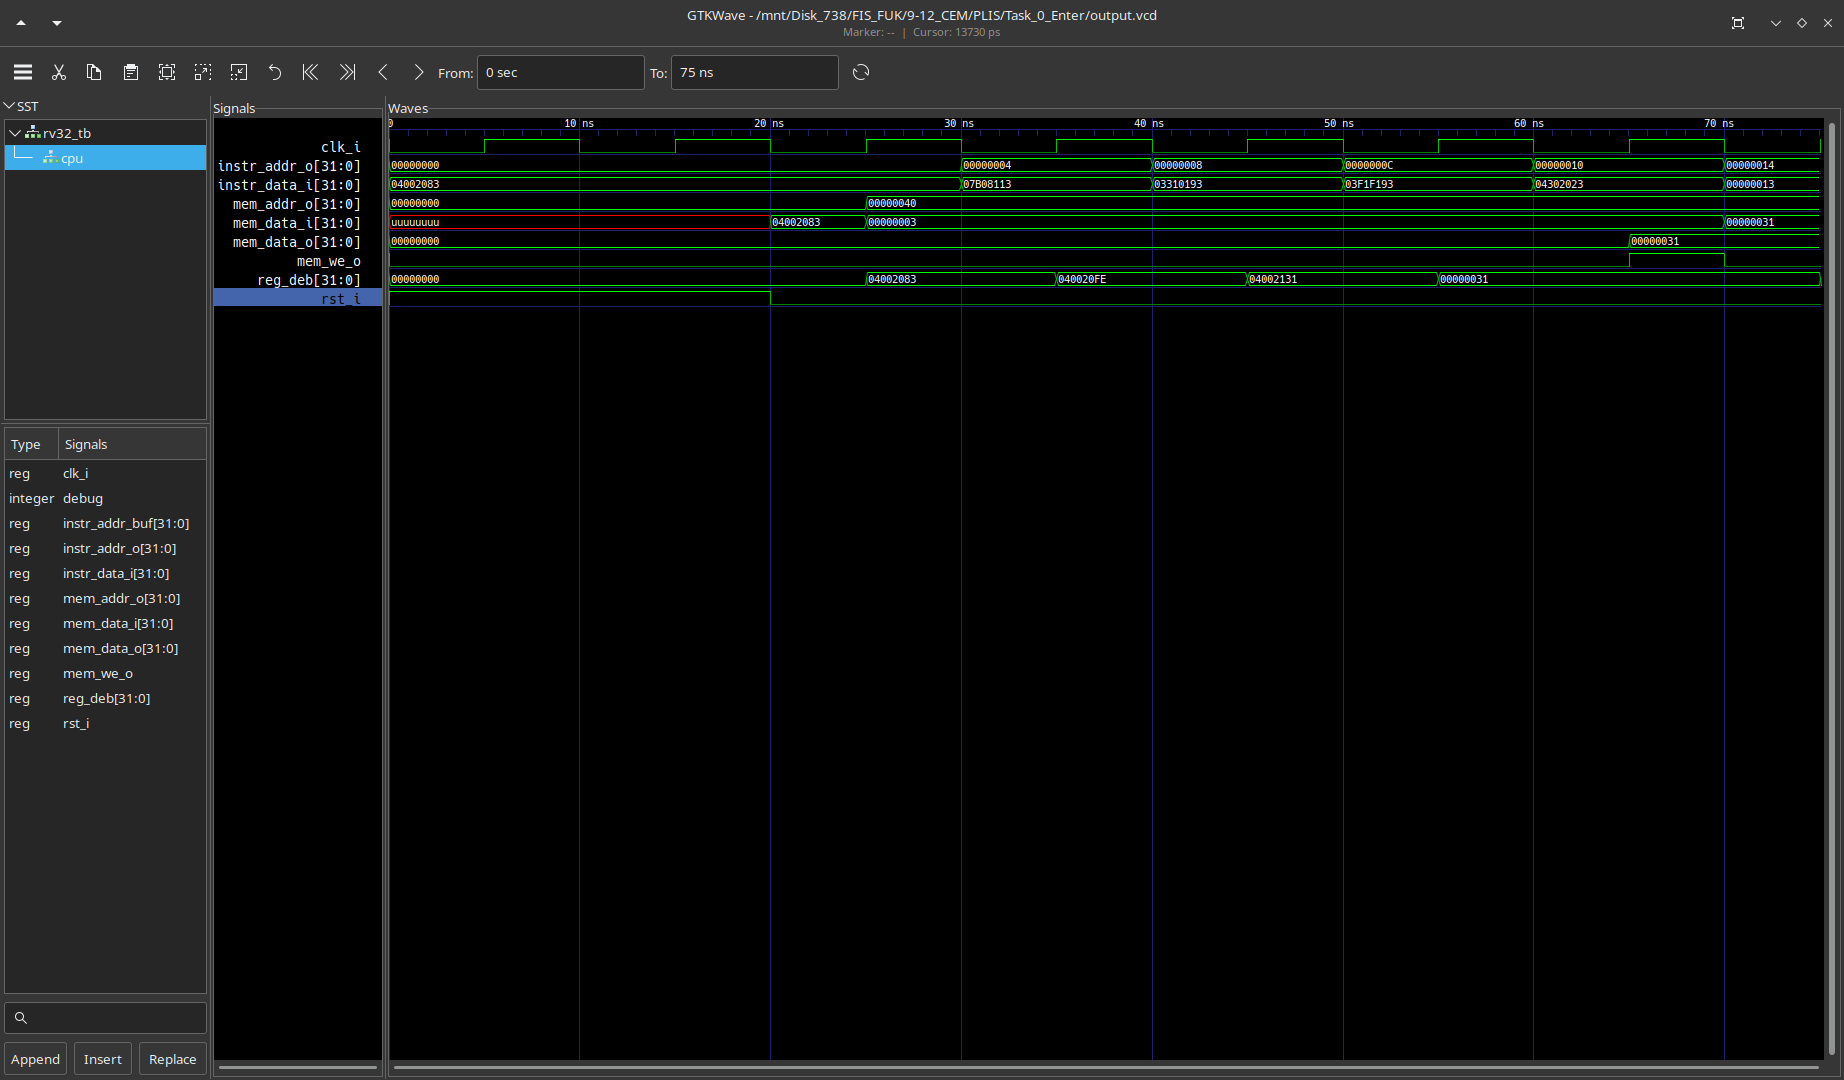 GTKWave - /mnt/Disk_738/FIS_FUK/9-12_CEM/PLIS/Task_0_Enter/output.vcd
Marker: -- | Cursor: 13730 ps
From: 0 sec To: 75 ns
SST
rv32_tb
cpu
Type Signals
reg clk_i
integer debug
reg instr_addr_buf[31:0]
reg instr_addr_o[31:0]
reg instr_data_i[31:0]
reg mem_addr_o[31:0]
reg mem_data_i[31:0]
reg mem_data_o[31:0]
reg mem_we_o
reg reg_deb[31:0]
reg rst_i
Append Insert Replace
Signals
clk_i
instr_addr_o[31:0]
instr_data_i[31:0]
mem_addr_o[31:0]
mem_data_i[31:0]
mem_data_o[31:0]
mem_we_o
reg_deb[31:0]
rst_i
Waves
0 10 ns 20 ns 30 ns 40 ns 50 ns 60 ns 70 ns
00000000 00000004 00000008 0000000C 00000010 00000014
04002083 07B08113 03310193 03F1F193 04302023 00000013
00000000 00000040
uuuuuuuu 04002083 00000003 00000031
00000000 00000031
00000000 04002083 040020FE 04002131 00000031